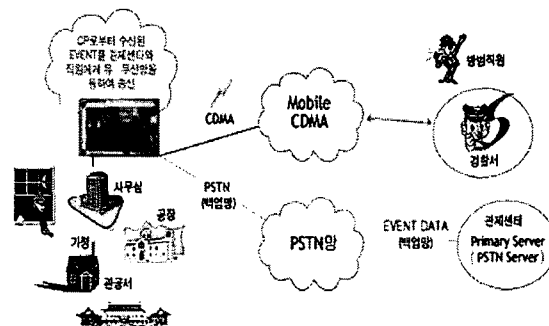 CP로부터 수신된
EVENT를 관제센터와
직원에게 유 무선망을
통하여 송신
CDMA
Mobile
CDMA
방범직원
경찰서
사무실
공장
가정
관공서
PSTN
(백업망)
PSTN망
EVENT DATA
(백업망)
관제센터
Primary Server
( PSTN Server )